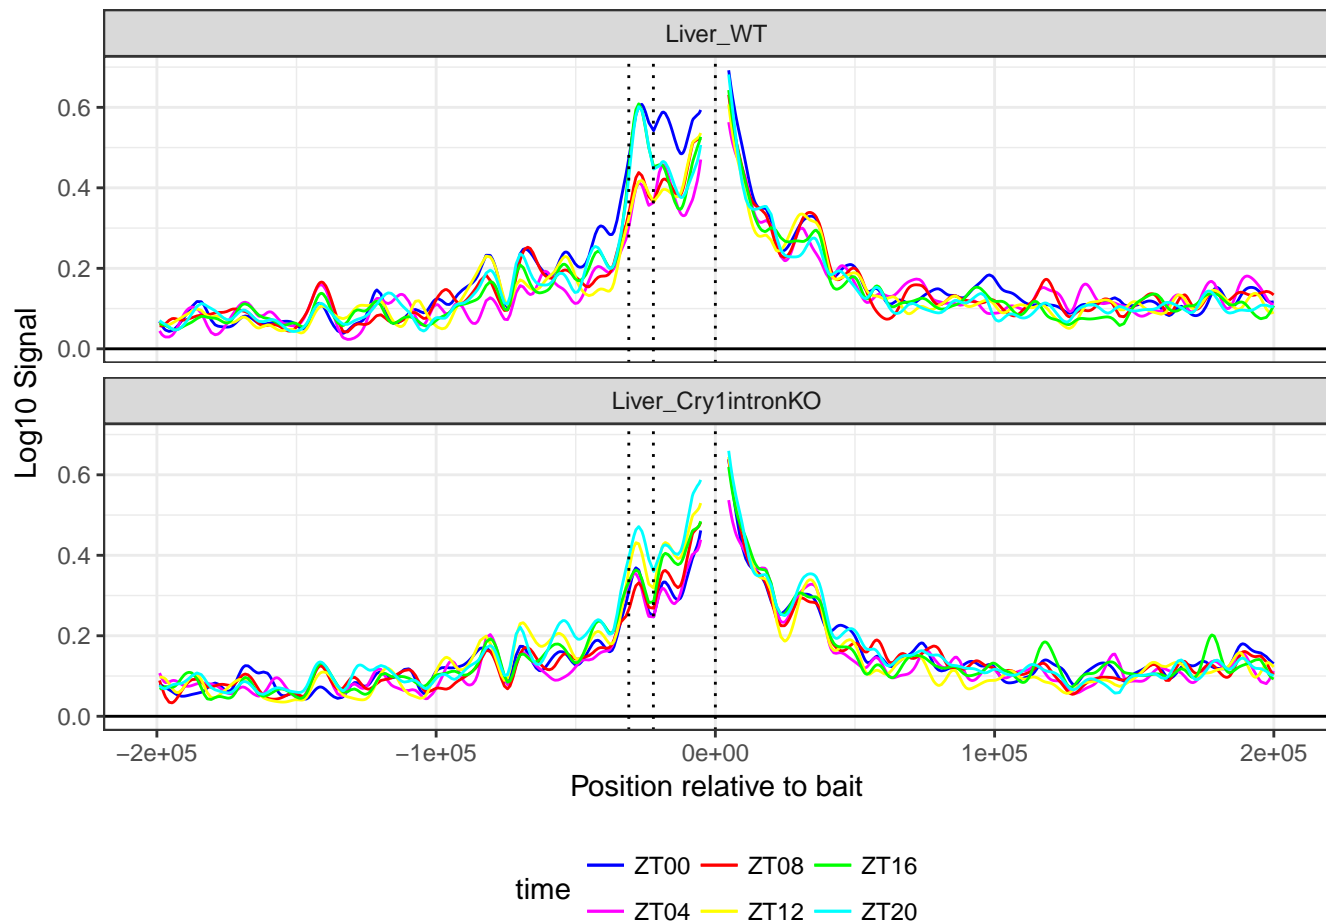 Liver_WT
0.6
0.4
0.2
0.0
Log10 Signal
Liver_Cry1intronKO
0.6
0.4
0.2
0.0
−2e+05 −1e+05 0e+00 1e+05 2e+05
Position relative to bait
time
ZT00 ZT08 ZT16
ZT04 ZT12 ZT20